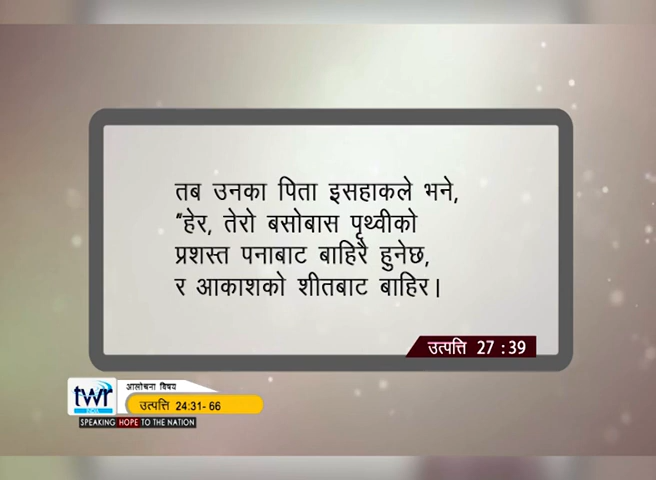 तब उनका पिता इसहाकले भने,
"हेर, तेरो बसोबास पृथ्वीको
प्रशस्त पनाबाट बाहिरै हुनेछ,
र आकाशको शीतबाट बाहिर।
उत्पत्ति 27 :39
twr
आलोचना विषय
उत्पत्ति 24:31- 66
SPEAKING HOPE TO THE NATION